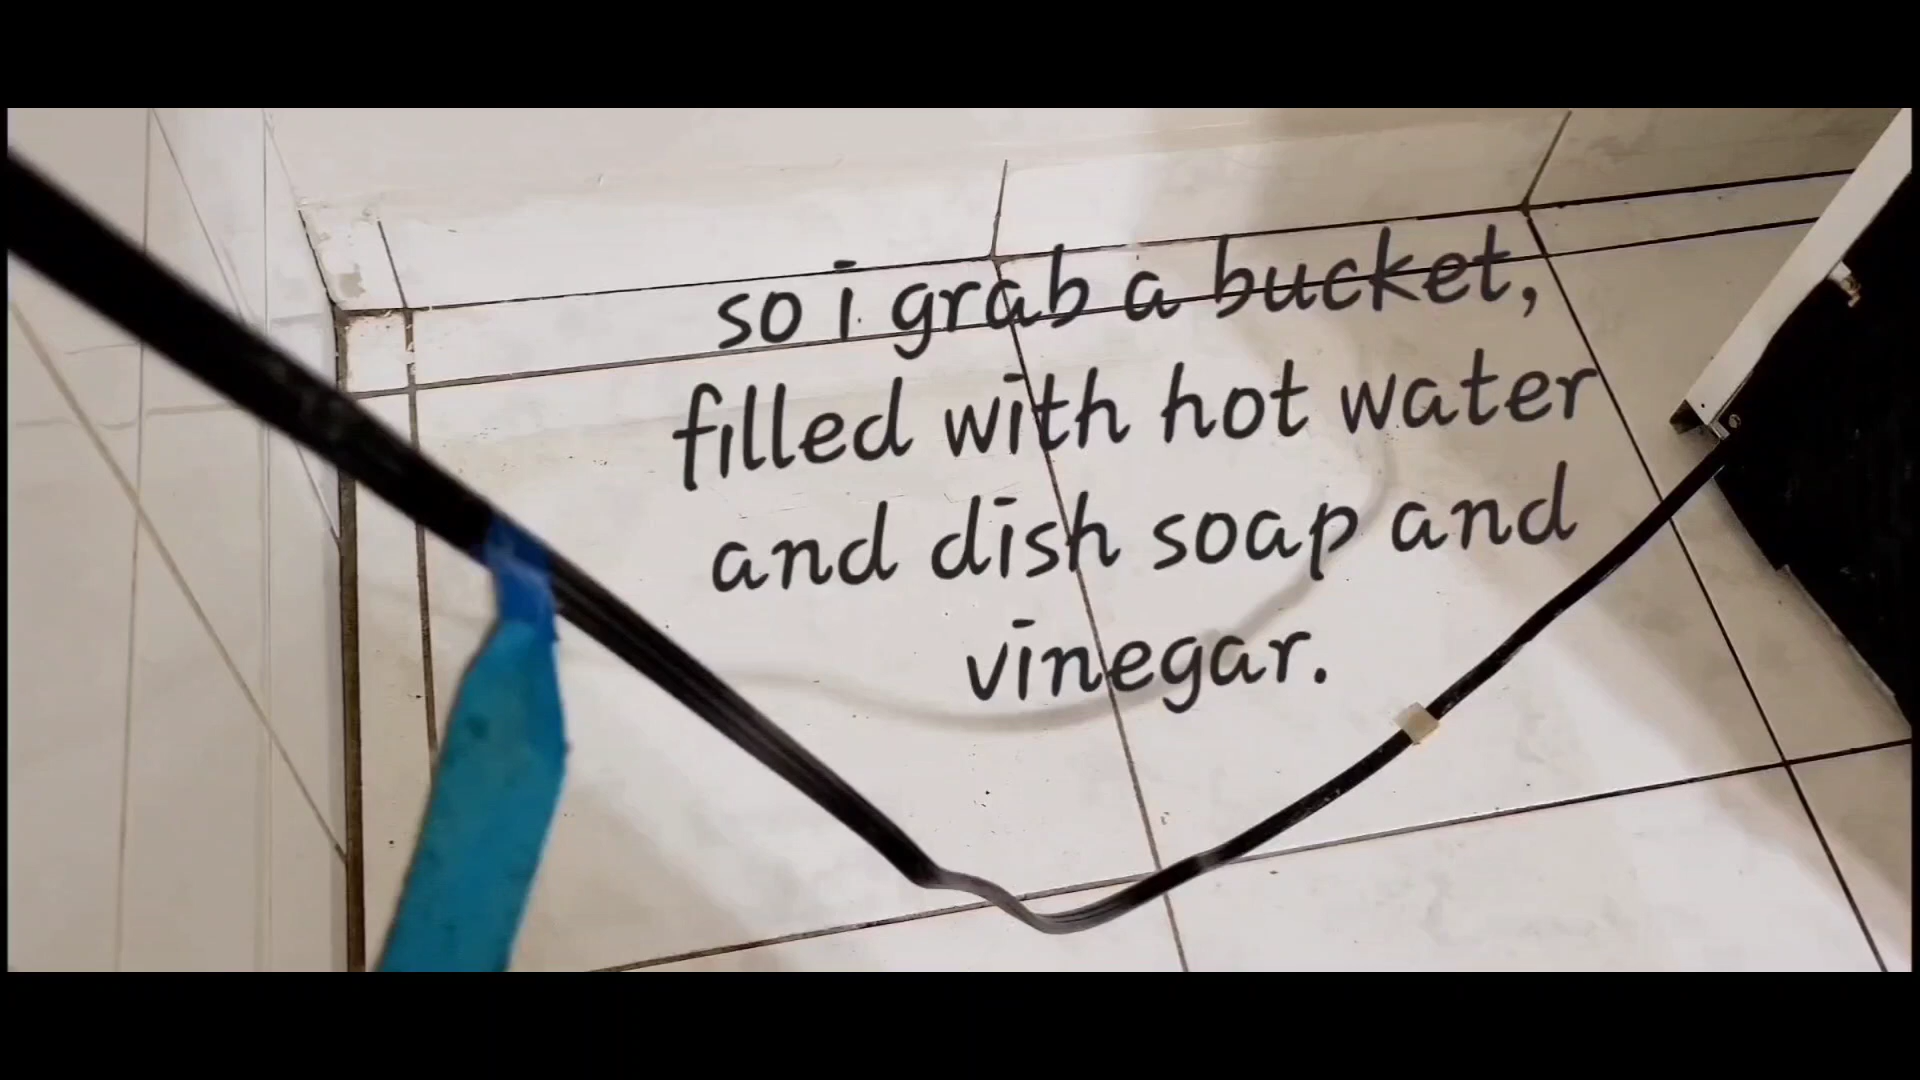 so i grab a bucket,
filled with hot water
and dish soap and
vinegar.